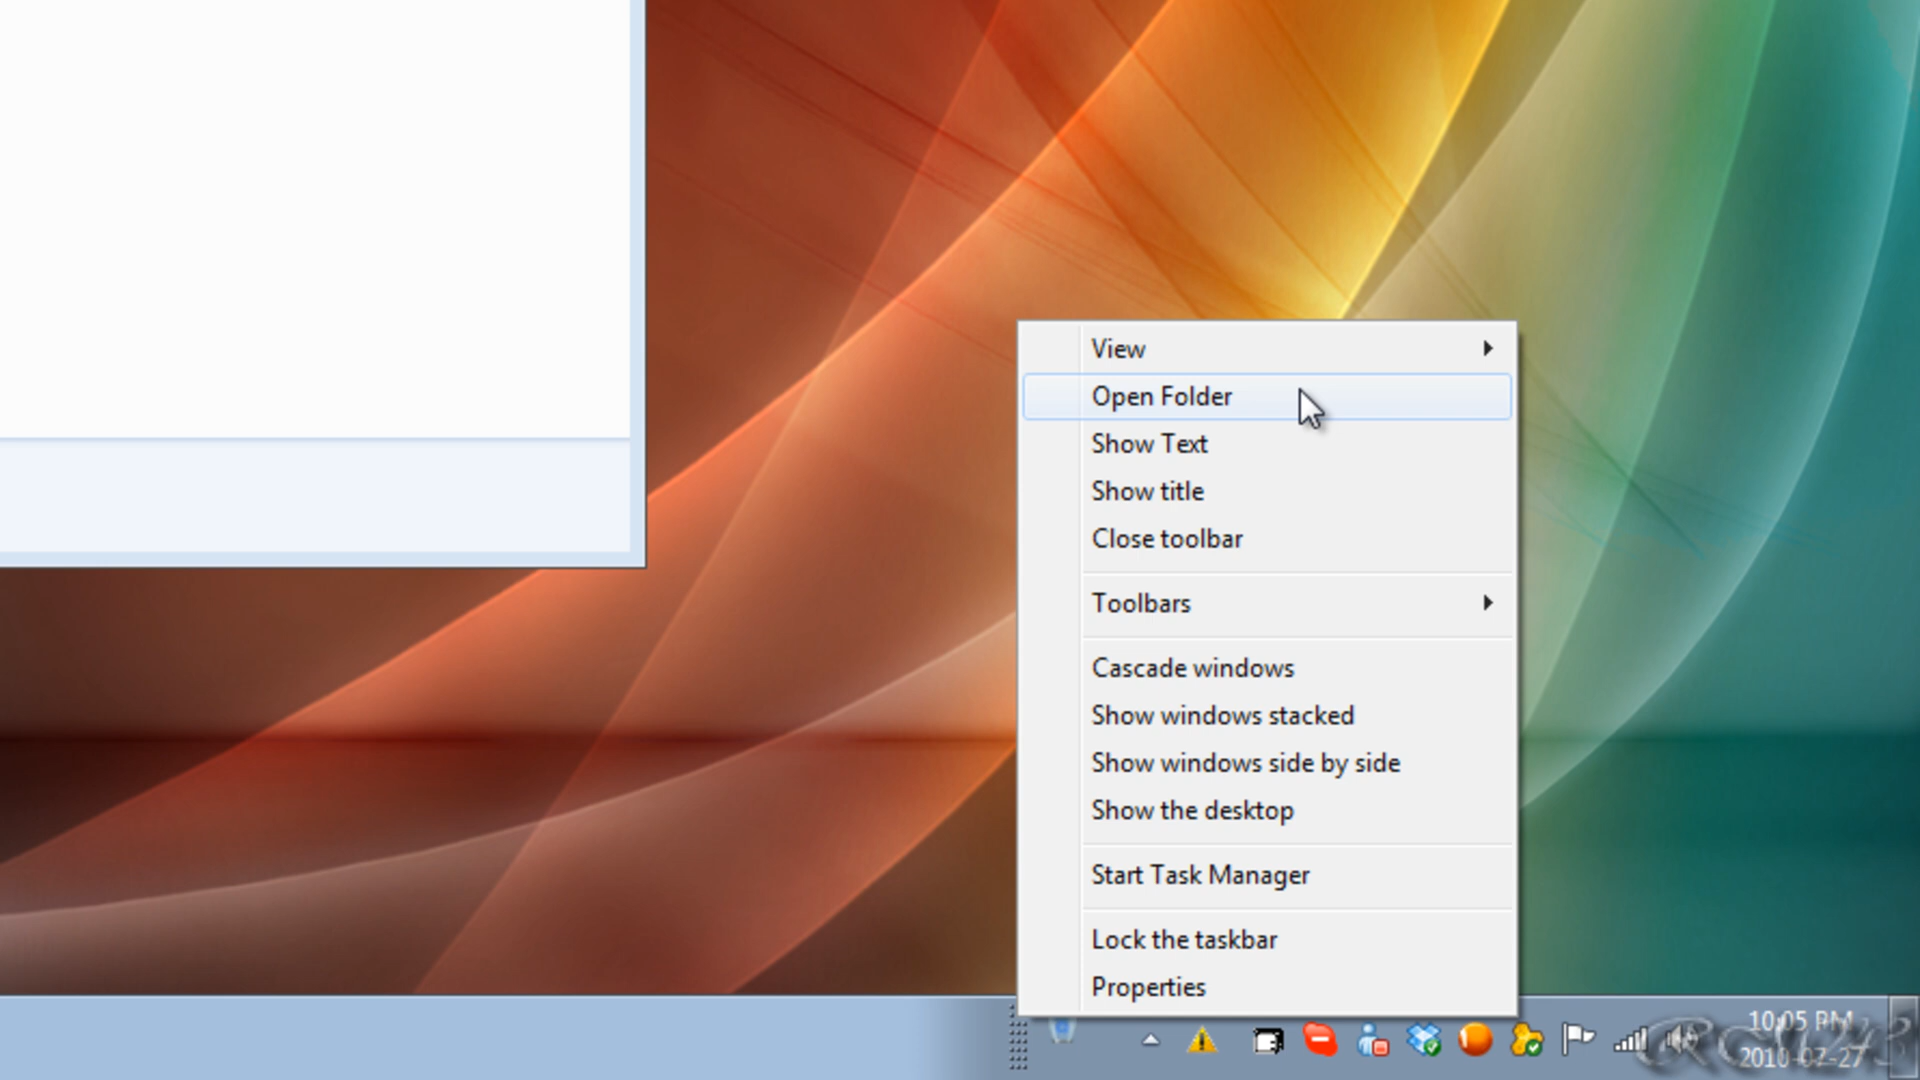 View
Open Folder
Show Text
Show title
Close toolbar
Toolbars
Cascade windows
Show windows stacked
Show windows side by side
Show the desktop
Start Task Manager
Lock the taskbar
Properties
10:05 PM
2010-07-27